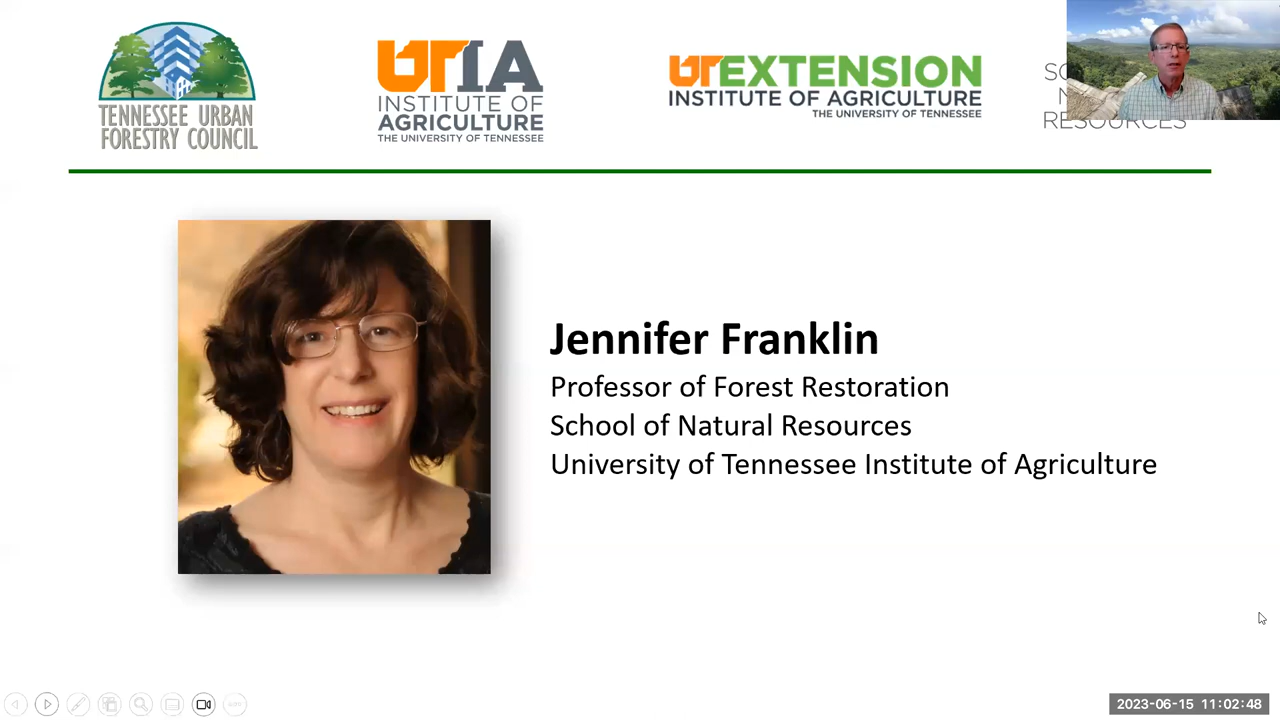 TENNESSEE URBAN
FORESTRY COUNCIL
UTIA
INSTITUTE OF
AGRICULTURE
THE UNIVERSITY OF TENNESSEE
UTEXTENSION
INSTITUTE OF AGRICULTURE
THE UNIVERSITY OF TENNESSEE
RESOURCES
Jennifer Franklin
Professor of Forest Restoration
School of Natural Resources
University of Tennessee Institute of Agriculture
2023-06-15 11:02:48